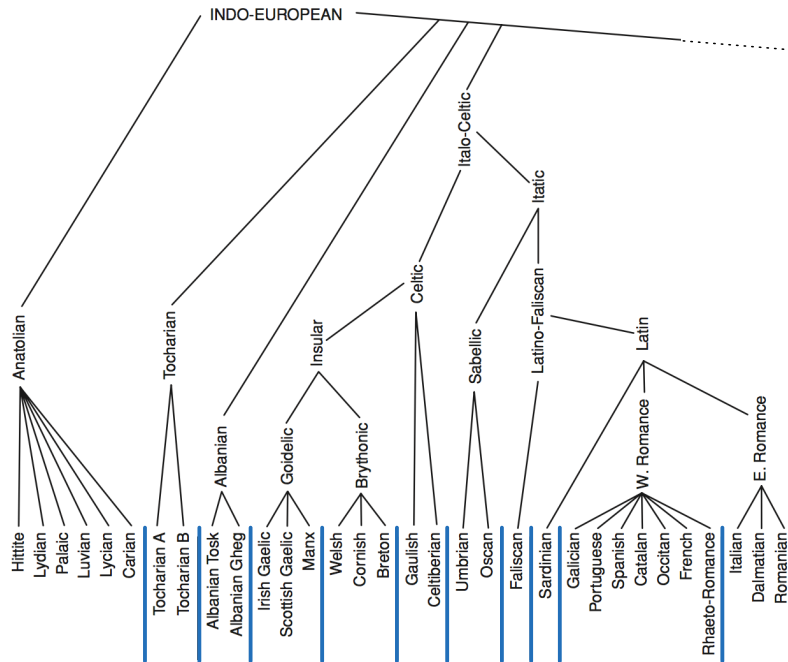 INDO-EUROPEAN
Italo-Celtic
Itatic
Celtic
Latino-Faliscan
Anatolian
Tocharian
Insular
Sabellic
Latin
Albanian
Goidelic
Brythonic
W. Romance
E. Romance
Hittite
Lydian
Palaic
Luvian
Lycian
Carian
Tocharian A
Tocharian B
Albanian Tosk
Albanian Gheg
Irish Gaelic
Scottish Gaelic
Manx
Welsh
Cornish
Breton
Gaulish
Celtiberian
Umbrian
Oscan
Faliscan
Sardinian
Galician
Portuguese
Spanish
Catalan
Occitan
French
Rhaeto-Romance
Italian
Dalmatian
Romanian